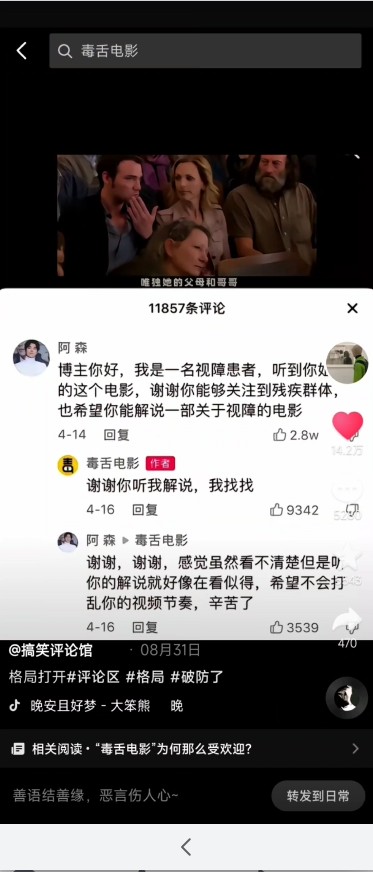 毒舌电影
唯独她的父母和哥哥
11857条评论
阿森
博主你好，我是一名视障患者，听到你
的这个电影，谢谢你能够关注到残疾群体，
也希望你能解说一部关于视障的电影
4-14 回复 2.8w
14.2万
毒舌电影 作者
谢谢你听我解说，我找找
4-16 回复 9342
阿森 ▶ 毒舌电影
谢谢，谢谢，感觉虽然看不清楚但是
你的解说就好像在看似得，希望不会打
乱你的视频节奏，辛苦了
4-16 回复 3539
470
@搞笑评论馆 · 08月31日
格局打开#评论区 #格局 #破防了
晚安且好梦 - 大笨熊 晚
相关阅读·“毒舌电影”为何那么受欢迎？
善语结善缘，恶言伤人心~
转发到日常